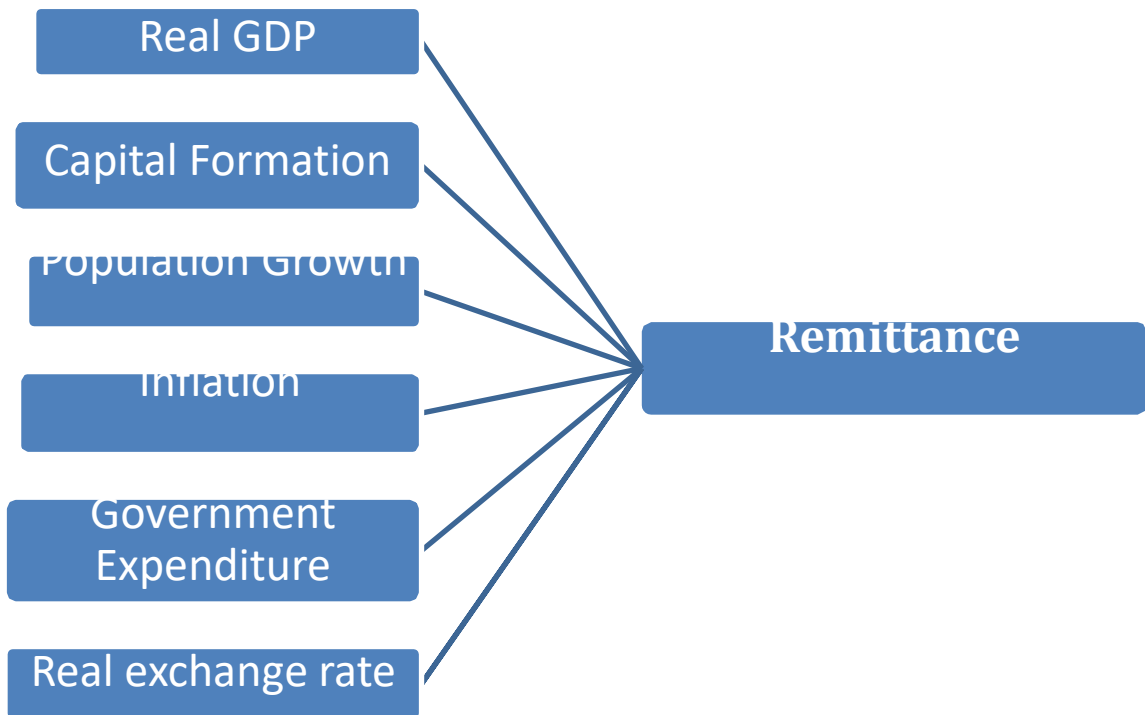 Real GDP
Capital Formation
Population Growth
Inflation
Remittance
Government
Expenditure
Real exchange rate